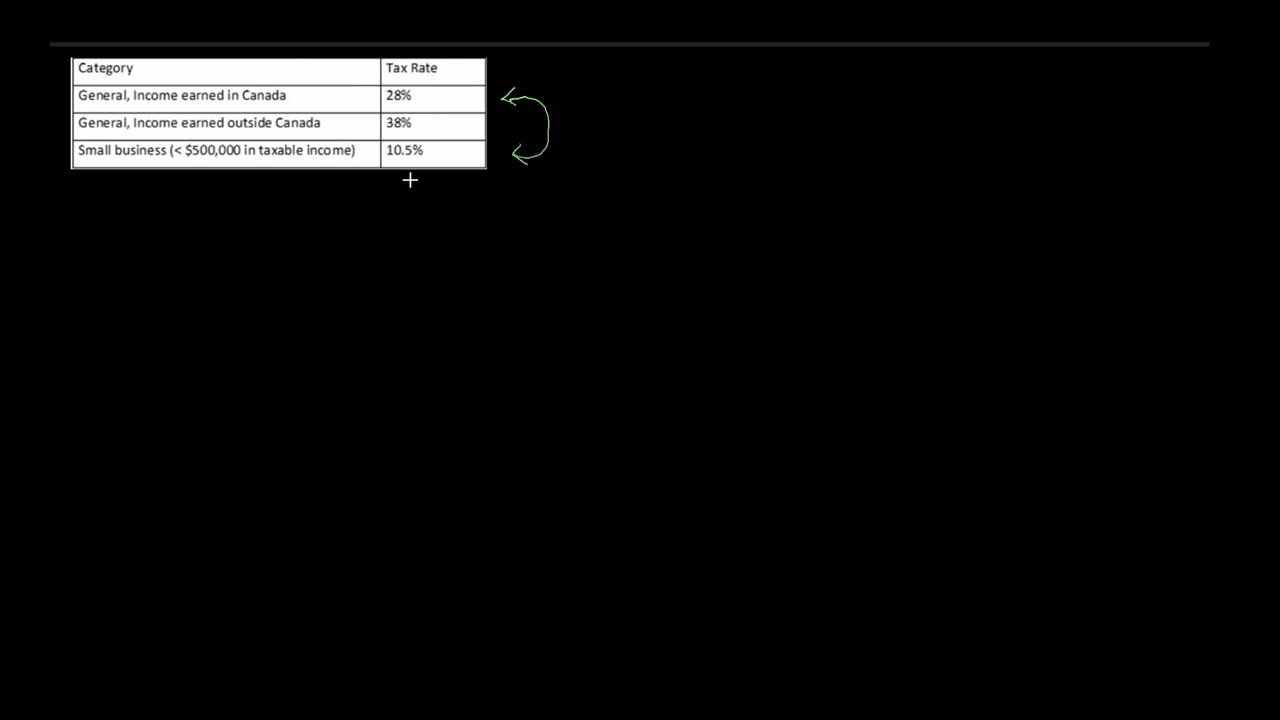 Category Tax Rate
General, Income earned in Canada 28%
General, Income earned outside Canada 38%
Small business (< $500,000 in taxable income) 10.5%